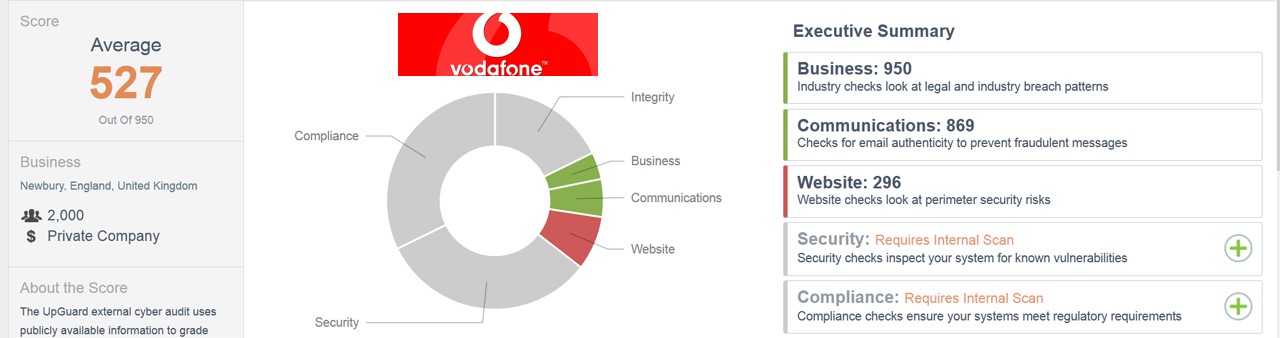 Score
Average
527
Out Of 950
Business
Newbury, England, United Kingdom
2,000
$ Private Company
About the Score
The UpGuard external cyber audit uses
publicly available information to grade
vodafone™
Integrity
Compliance
Business
Communications
Website
Security
Executive Summary
Business: 950
Industry checks look at legal and industry breach patterns
Communications: 869
Checks for email authenticity to prevent fraudulent messages
Website: 296
Website checks look at perimeter security risks
Security: Requires Internal Scan
Security checks inspect your system for known vulnerabilities
Compliance: Requires Internal Scan
Compliance checks ensure your systems meet regulatory requirements